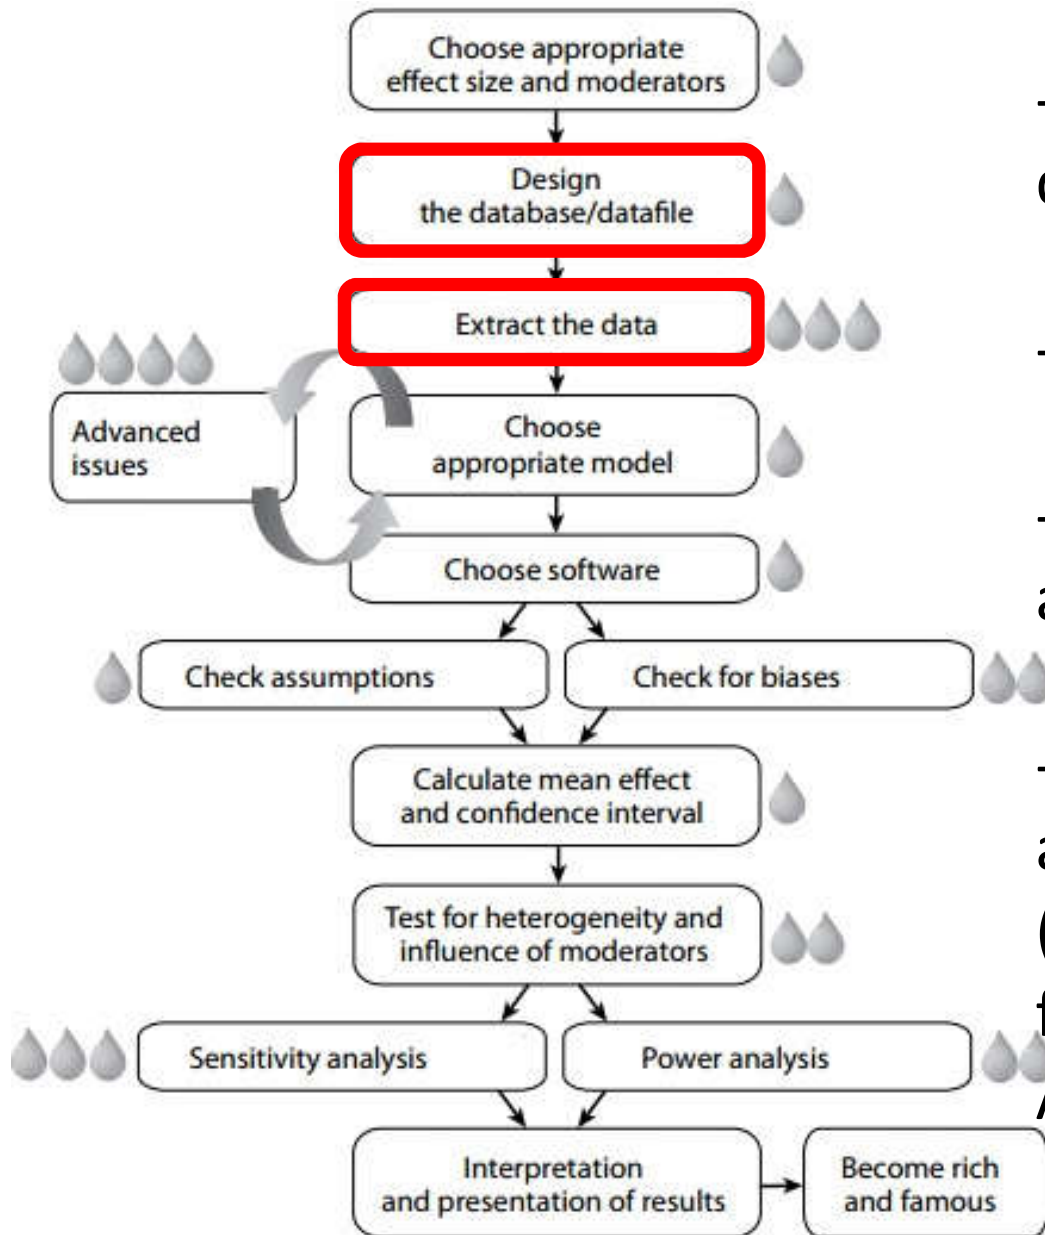 Choose appropriate
effect size and moderators
Design
the database/datafile
Extract the data
Advanced
issues
Choose
appropriate model
Choose software
Check assumptions
Check for biases
Calculate mean effect
and confidence interval
Test for heterogeneity and
influence of moderators
Sensitivity analysis
Power analysis
Interpretation
and presentation of results
Become rich
and famous